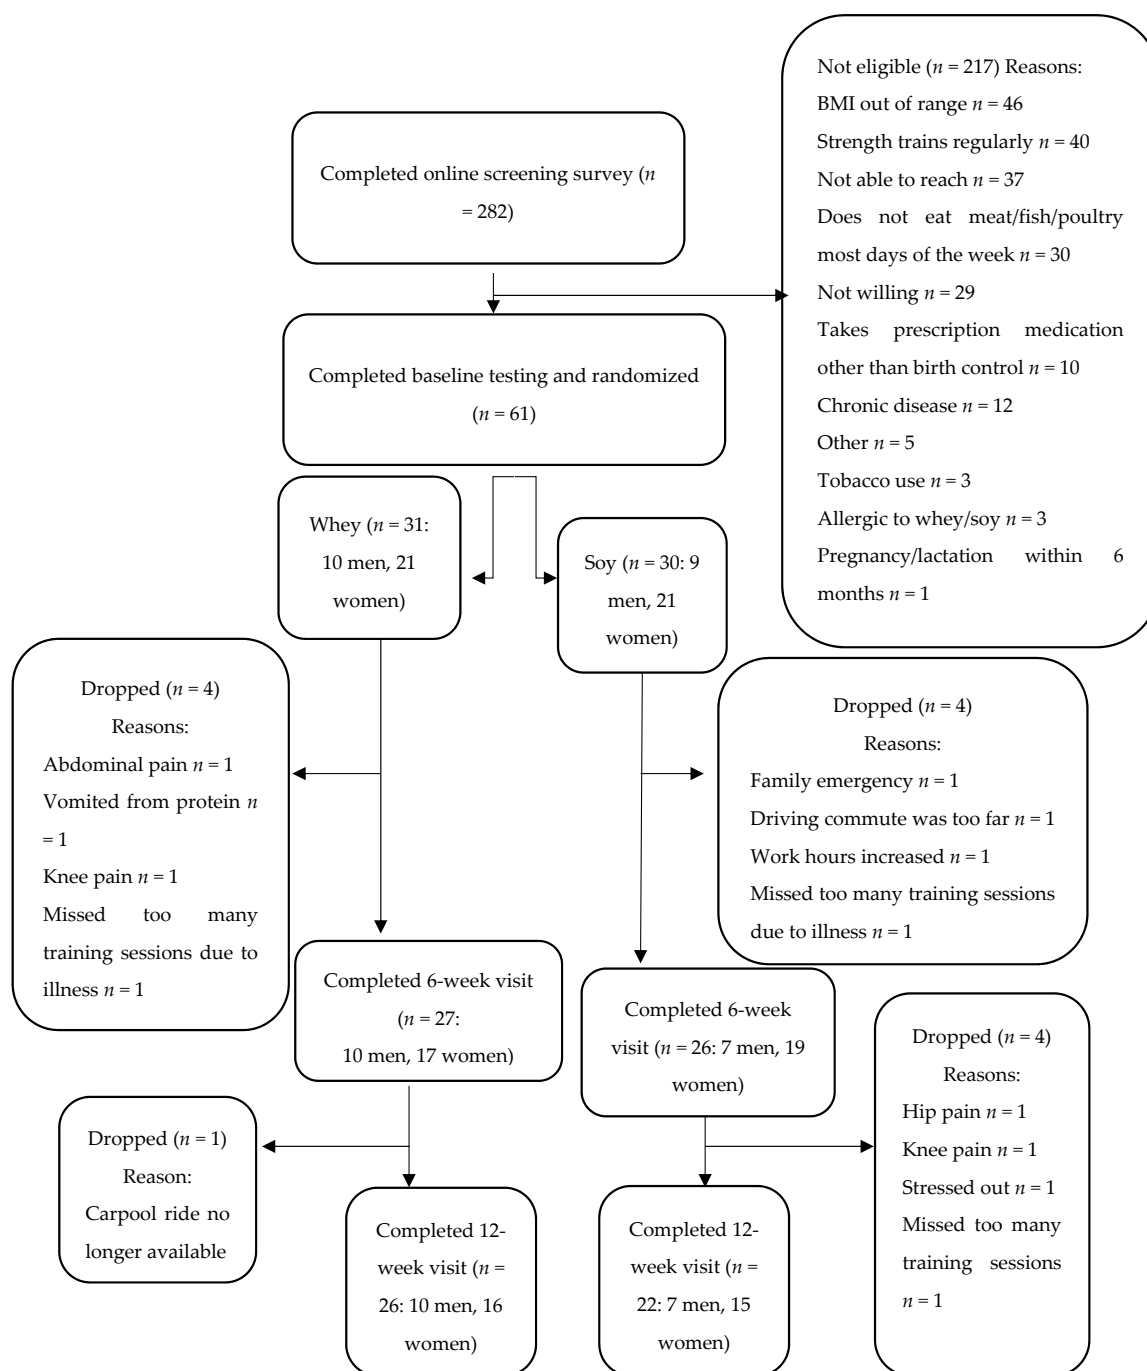 Completed online screening survey (n
= 282)
Not eligible (n = 217) Reasons:
BMI out of range n = 46
Strength trains regularly n = 40
Not able to reach n = 37
Does not eat meat/fish/poultry
most days of the week n = 30
Not willing n = 29
Takes prescription medication
other than birth control n = 10
Chronic disease n = 12
Other n = 5
Tobacco use n = 3
Allergic to whey/soy n = 3
Pregnancy/lactation within 6
months n = 1
Completed baseline testing and randomized
(n = 61)
Whey (n = 31:
10 men, 21
women)
Soy (n = 30: 9
men, 21
women)
Dropped (n = 4)
Reasons:
Abdominal pain n = 1
Vomited from protein n
= 1
Knee pain n = 1
Missed too many
training sessions due to
illness n = 1
Dropped (n = 4)
Reasons:
Family emergency n = 1
Driving commute was too far n = 1
Work hours increased n = 1
Missed too many training sessions
due to illness n = 1
Completed 6-week visit
(n = 27:
10 men, 17 women)
Completed 6-week
visit (n = 26: 7 men, 19
women)
Dropped (n = 1)
Reason:
Carpool ride no
longer available
Dropped (n = 4)
Reasons:
Hip pain n = 1
Knee pain n = 1
Stressed out n = 1
Missed too many
training sessions
n = 1
Completed 12-
week visit (n =
26: 10 men, 16
women)
Completed 12-
week visit (n =
22: 7 men, 15
women)